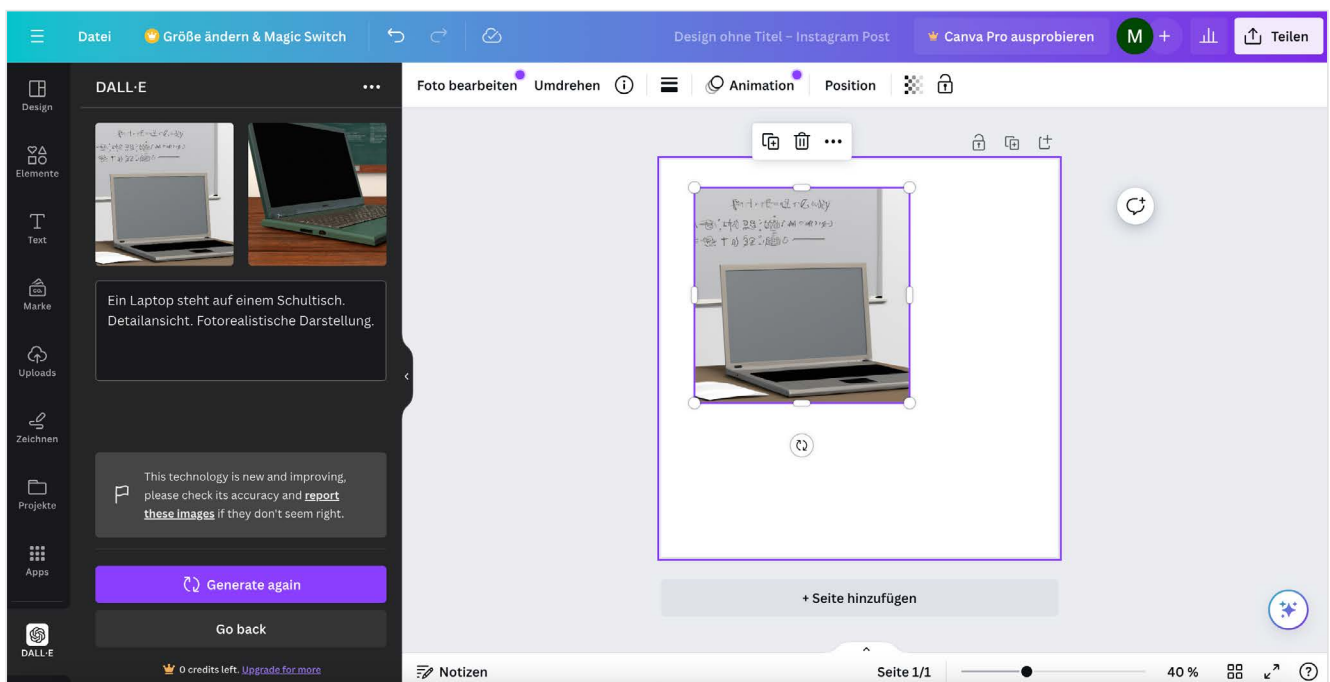 Datei
Größe ändern & Magic Switch
Design ohne Titel – Instagram Post
Canva Pro ausprobieren
M
+
Teilen
Design
Elemente
Text
Marke
Uploads
Zeichnen
Projekte
Apps
DALL·E
DALL·E
Ein Laptop steht auf einem Schultisch.
Detailansicht. Fotorealistische Darstellung.
This technology is new and improving,
please check its accuracy and report
these images if they don't seem right.
Generate again
Go back
0 credits left. Upgrade for more
Foto bearbeiten
Umdrehen
Animation
Position
+ Seite hinzufügen
Notizen
Seite 1/1
40 %